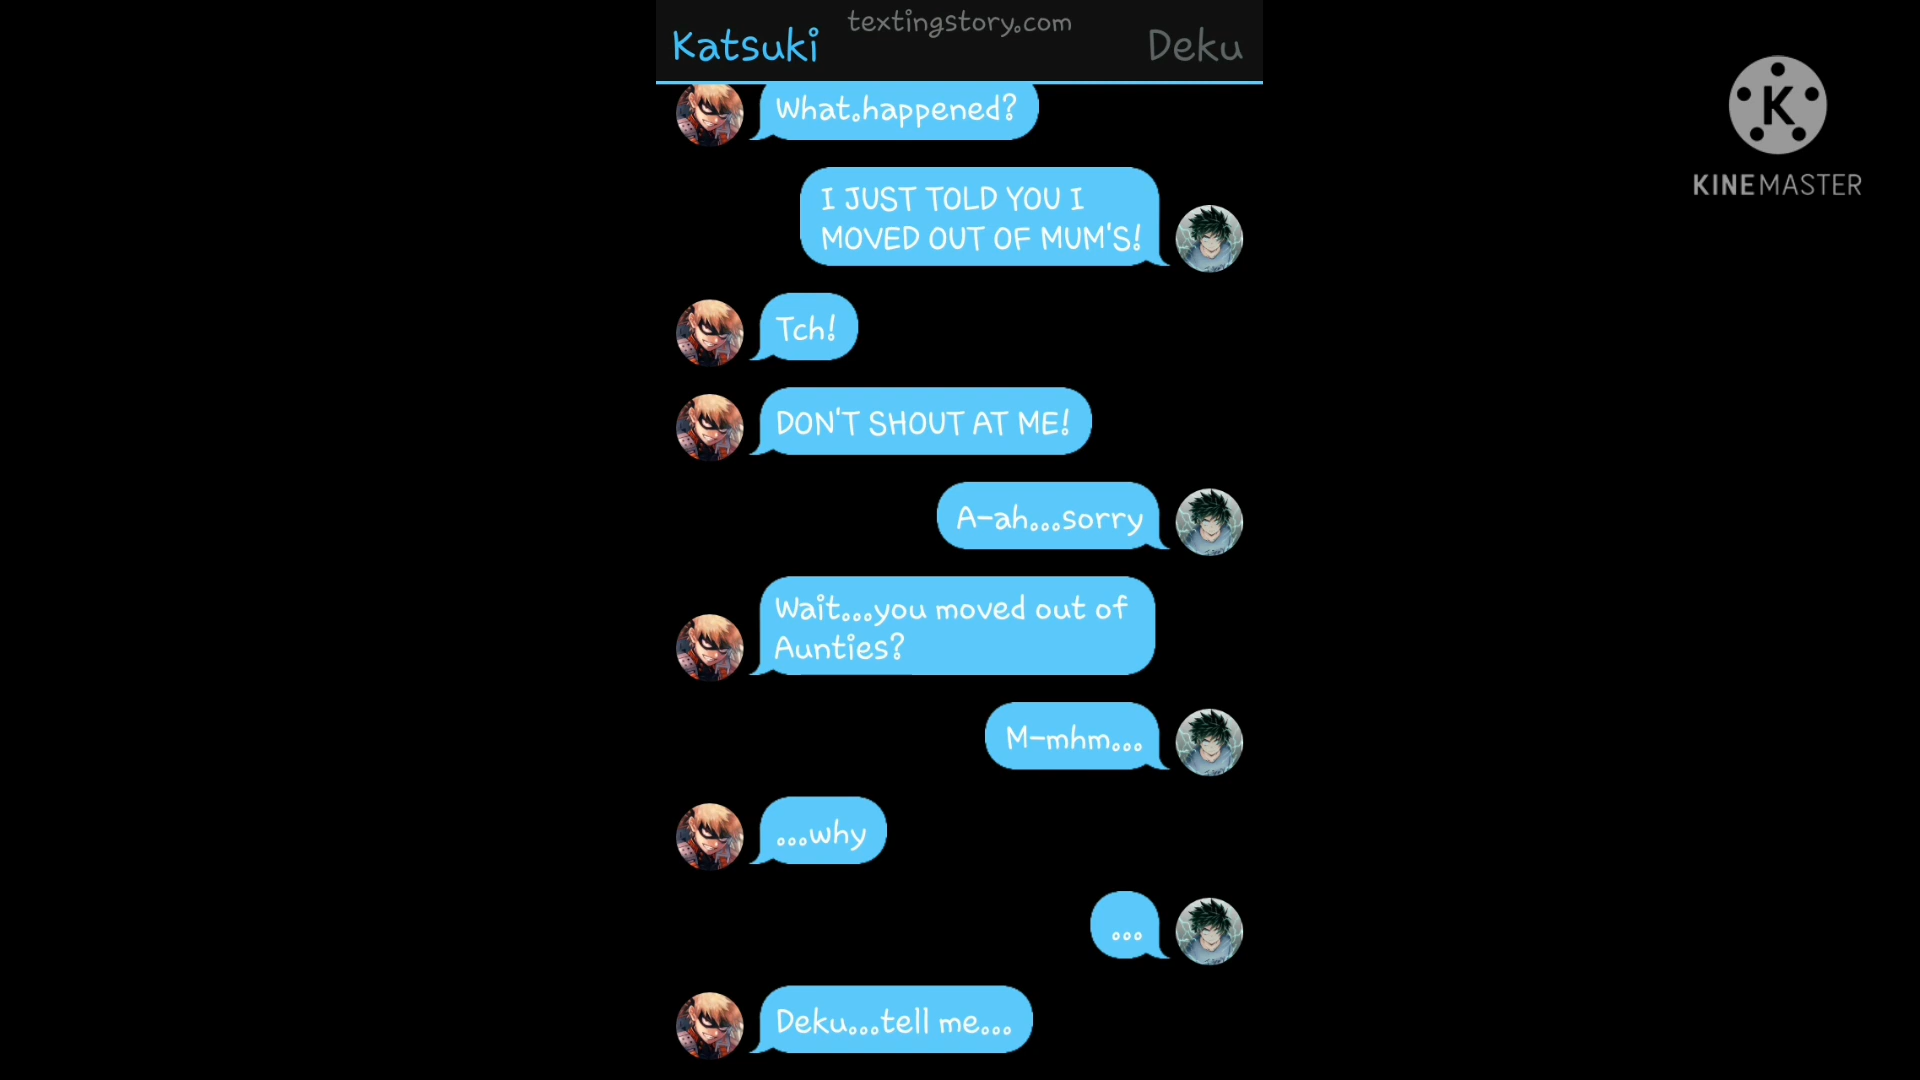 textingstory.com
Katsuki
Deku
What.happened?
I JUST TOLD YOU I
MOVED OUT OF MUM'S!
Tch!
DON'T SHOUT AT ME!
A-ah...sorry
Wait...you moved out of
Aunties?
M-mhm...
...why
...
Deku...tell me...
K
KINEMASTER